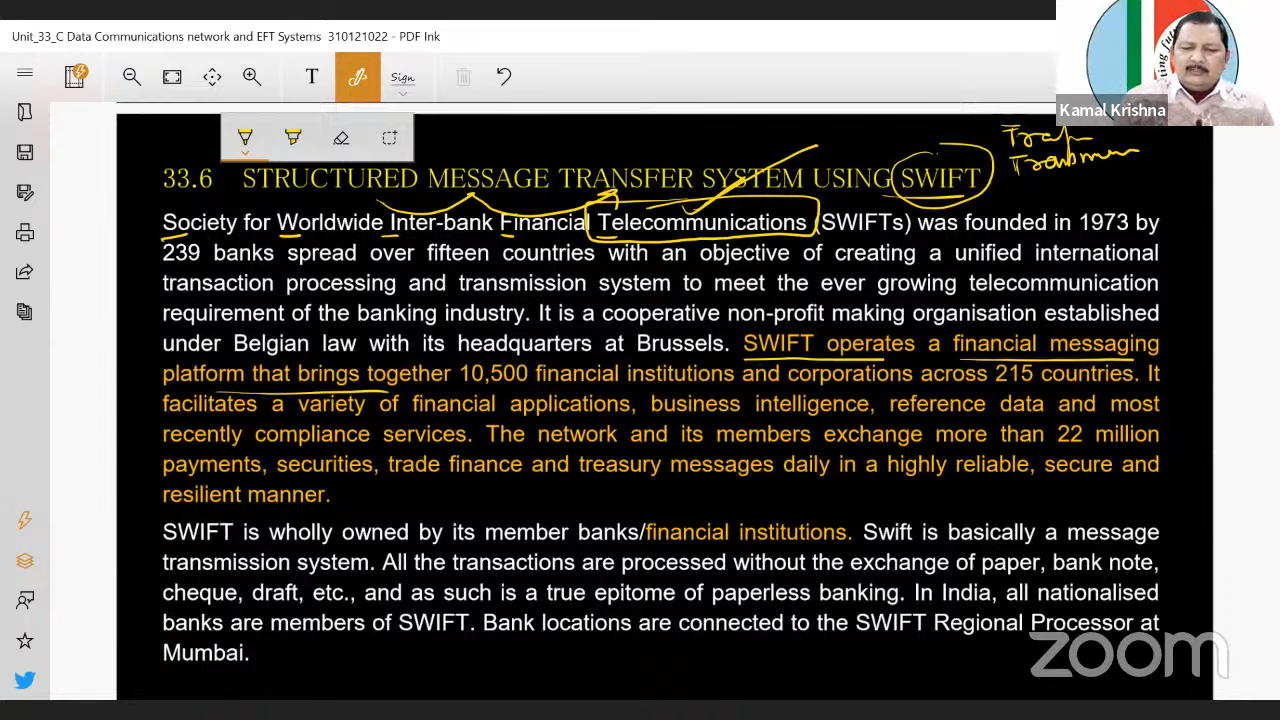 Unit_33_C Data Communications network and EFT Systems 310121022 - PDF Ink
T
Sign
Kamal Krishna
33.6 STRUCTURED MESSAGE TRANSFER SYSTEM USING SWIFT
Society for Worldwide Inter-bank Financial Telecommunications (SWIFTs) was founded in 1973 by
239 banks spread over fifteen countries with an objective of creating a unified international
transaction processing and transmission system to meet the ever growing telecommunication
requirement of the banking industry. It is a cooperative non-profit making organisation established
under Belgian law with its headquarters at Brussels. SWIFT operates a financial messaging
platform that brings together 10,500 financial institutions and corporations across 215 countries. It
facilitates a variety of financial applications, business intelligence, reference data and most
recently compliance services. The network and its members exchange more than 22 million
payments, securities, trade finance and treasury messages daily in a highly reliable, secure and
resilient manner.
SWIFT is wholly owned by its member banks/financial institutions. Swift is basically a message
transmission system. All the transactions are processed without the exchange of paper, bank note,
cheque, draft, etc., and as such is a true epitome of paperless banking. In India, all nationalised
banks are members of SWIFT. Bank locations are connected to the SWIFT Regional Processor at
Mumbai.
zoom